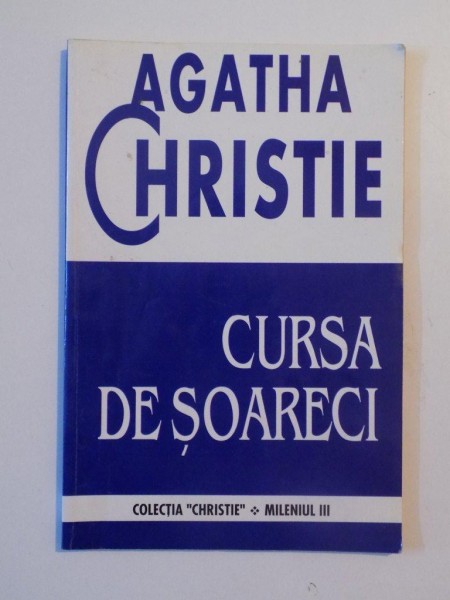 AGATHA
CHRISTIE
CURSA
DE ȘOARECI
COLECȚIA "CHRISTIE" ❖ MILENIUL III